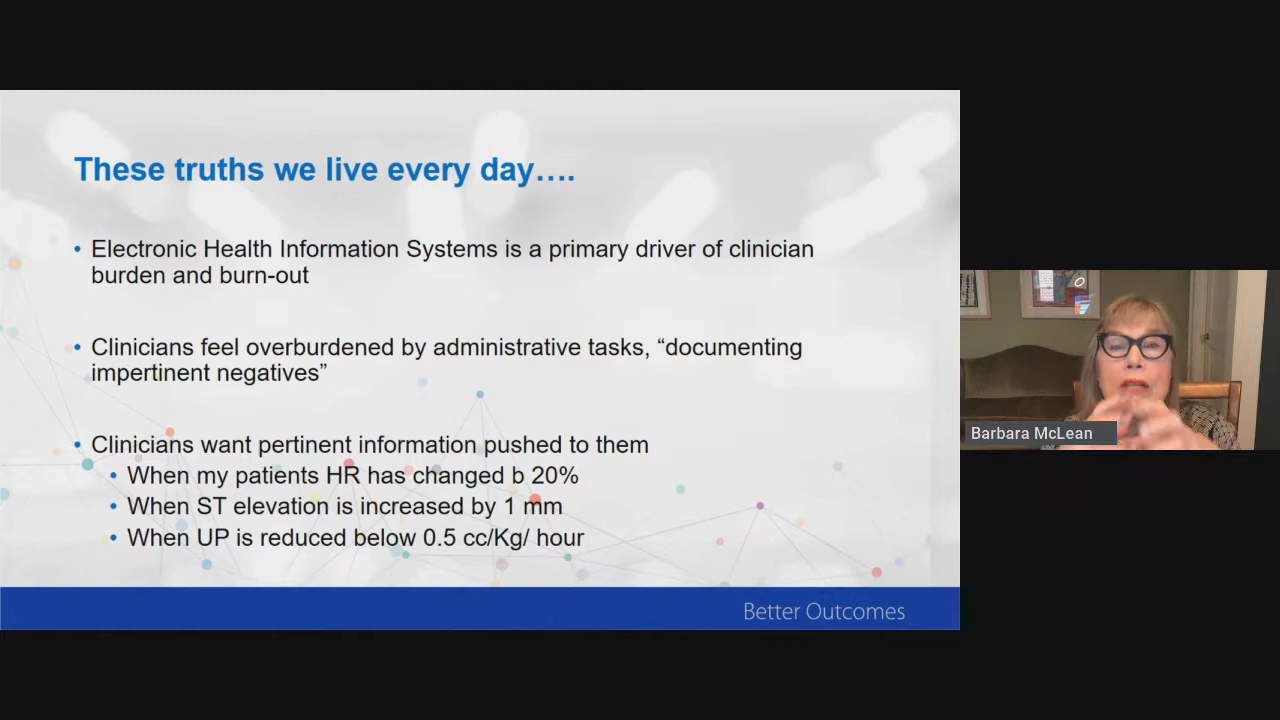 These truths we live every day….
• Electronic Health Information Systems is a primary driver of clinician
burden and burn-out
• Clinicians feel overburdened by administrative tasks, “documenting
impertinent negatives”
• Clinicians want pertinent information pushed to them
• When my patients HR has changed b 20%
• When ST elevation is increased by 1 mm
• When UP is reduced below 0.5 cc/Kg/ hour
Better Outcomes
Barbara McLean